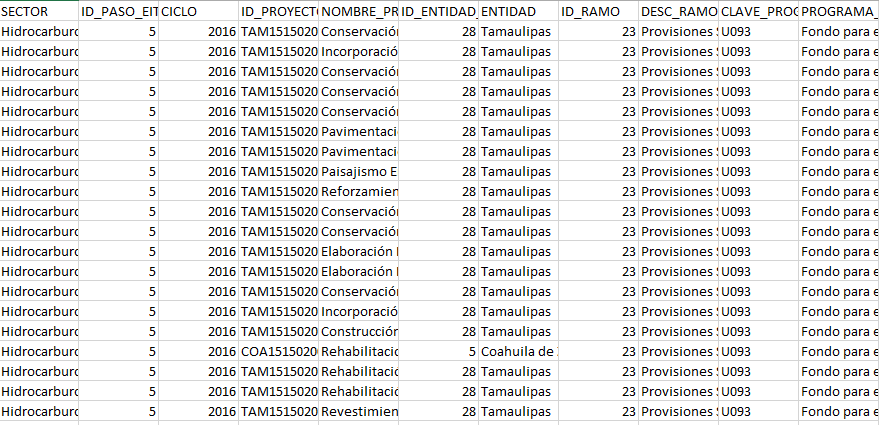 SECTOR ID_PASO_EIT CICLO ID_PROYECTO NOMBRE_PR ID_ENTIDAD_ ENTIDAD ID_RAMO DESC_RAMO CLAVE_PROG PROGRAMA_
Hidrocarburo 5 2016 TAM1515020 Conservación 28 Tamaulipas 23 Provisiones S U093 Fondo para e
Hidrocarburo 5 2016 TAM1515020 Incorporació 28 Tamaulipas 23 Provisiones S U093 Fondo para e
Hidrocarburo 5 2016 TAM1515020 Conservación 28 Tamaulipas 23 Provisiones S U093 Fondo para e
Hidrocarburo 5 2016 TAM1515020 Conservación 28 Tamaulipas 23 Provisiones S U093 Fondo para e
Hidrocarburo 5 2016 TAM1515020 Conservación 28 Tamaulipas 23 Provisiones S U093 Fondo para e
Hidrocarburo 5 2016 TAM1515020 Pavimentaci 28 Tamaulipas 23 Provisiones S U093 Fondo para e
Hidrocarburo 5 2016 TAM1515020 Pavimentaci 28 Tamaulipas 23 Provisiones S U093 Fondo para e
Hidrocarburo 5 2016 TAM1515020 Paisajismo E 28 Tamaulipas 23 Provisiones S U093 Fondo para e
Hidrocarburo 5 2016 TAM1515020 Reforzamien 28 Tamaulipas 23 Provisiones S U093 Fondo para e
Hidrocarburo 5 2016 TAM1515020 Conservación 28 Tamaulipas 23 Provisiones S U093 Fondo para e
Hidrocarburo 5 2016 TAM1515020 Conservación 28 Tamaulipas 23 Provisiones S U093 Fondo para e
Hidrocarburo 5 2016 TAM1515020 Elaboración 28 Tamaulipas 23 Provisiones S U093 Fondo para e
Hidrocarburo 5 2016 TAM1515020 Elaboración 28 Tamaulipas 23 Provisiones S U093 Fondo para e
Hidrocarburo 5 2016 TAM1515020 Conservación 28 Tamaulipas 23 Provisiones S U093 Fondo para e
Hidrocarburo 5 2016 TAM1515020 Incorporació 28 Tamaulipas 23 Provisiones S U093 Fondo para e
Hidrocarburo 5 2016 TAM1515020 Construcción 28 Tamaulipas 23 Provisiones S U093 Fondo para e
Hidrocarburo 5 2016 COA1515020 Rehabilitacio 5 Coahuila de 23 Provisiones S U093 Fondo para e
Hidrocarburo 5 2016 TAM1515020 Rehabilitacio 28 Tamaulipas 23 Provisiones S U093 Fondo para e
Hidrocarburo 5 2016 TAM1515020 Rehabilitacio 28 Tamaulipas 23 Provisiones S U093 Fondo para e
Hidrocarburo 5 2016 TAM1515020 Revestimien 28 Tamaulipas 23 Provisiones S U093 Fondo para e